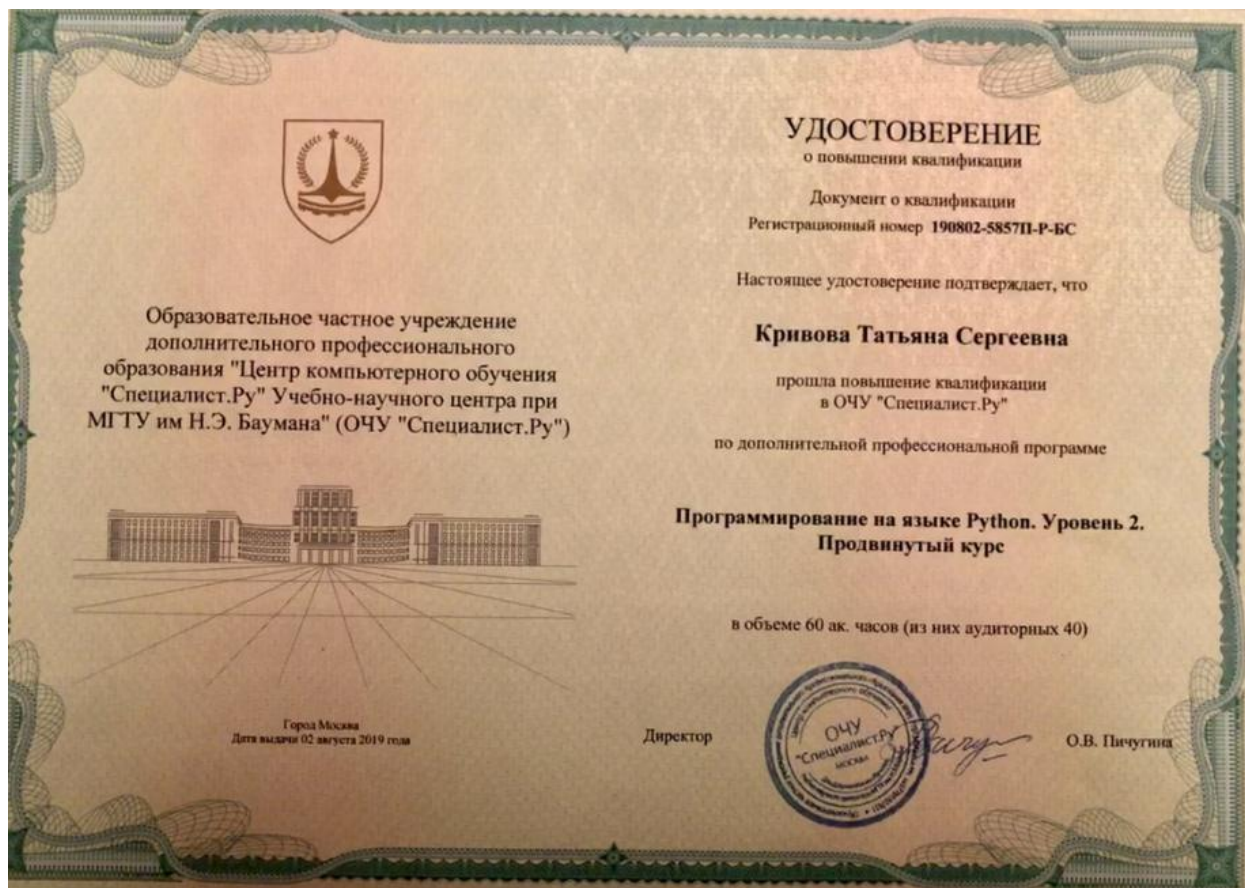 Образовательное частное учреждение
дополнительного профессионального
образования "Центр компьютерного обучения
"Специалист.Ру" Учебно-научного центра при
МГТУ им Н.Э. Баумана" (ОЧУ "Специалист.Ру")
Город Москва
Дата выдачи 02 августа 2019 года
УДОСТОВЕРЕНИЕ
о повышении квалификации
Документ о квалификации
Регистрационный номер 190802-5857П-Р-БС
Настоящее удостоверение подтверждает, что
Кривова Татьяна Сергеевна
прошла повышение квалификации
в ОЧУ "Специалист.Ру"
по дополнительной профессиональной программе
Программирование на языке Python. Уровень 2.
Продвинутый курс
в объеме 60 ак. часов (из них аудиторных 40)
Директор
ОЧУ
"Специалист.Ру"
МОСКВА
О.В. Пичугина